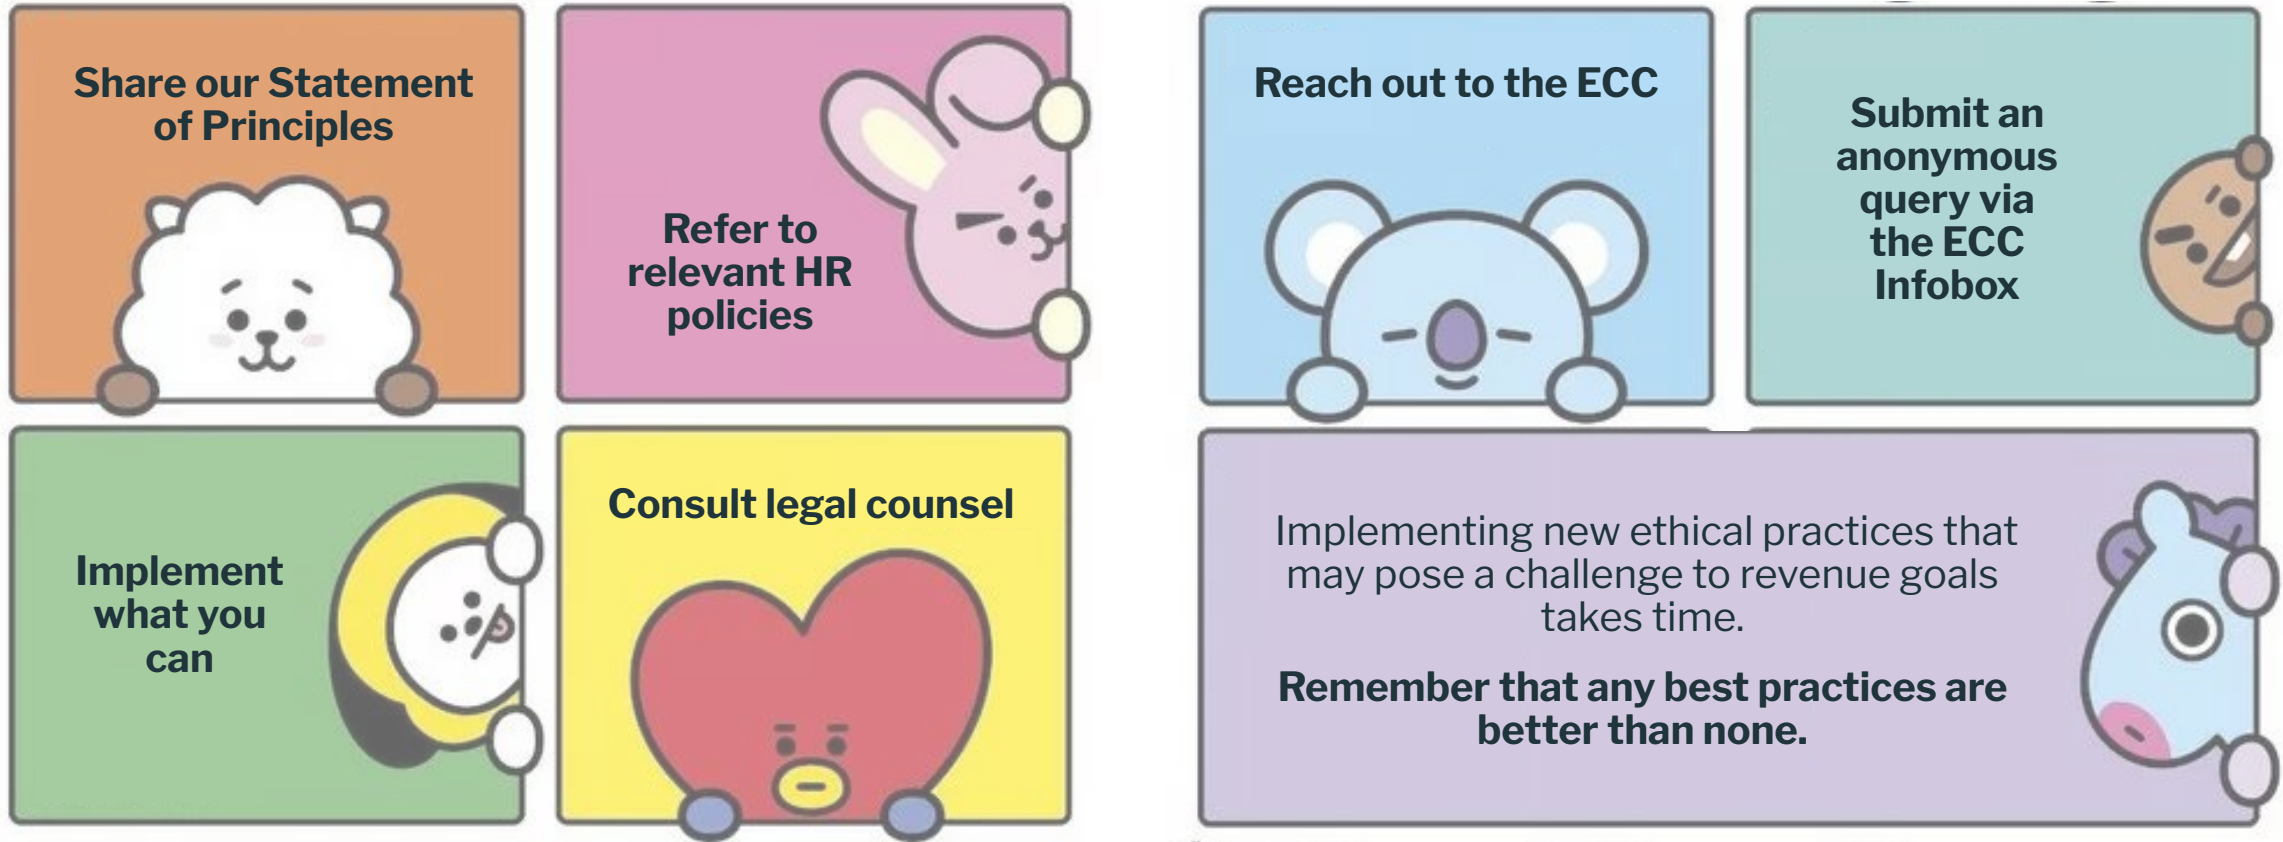 Share our Statement
of Principles
Refer to
relevant HR
policies
Reach out to the ECC
Submit an
anonymous
query via
the ECC
Infobox
Implement
what you
can
Consult legal counsel
Implementing new ethical practices that
may pose a challenge to revenue goals
takes time.
Remember that any best practices are
better than none.